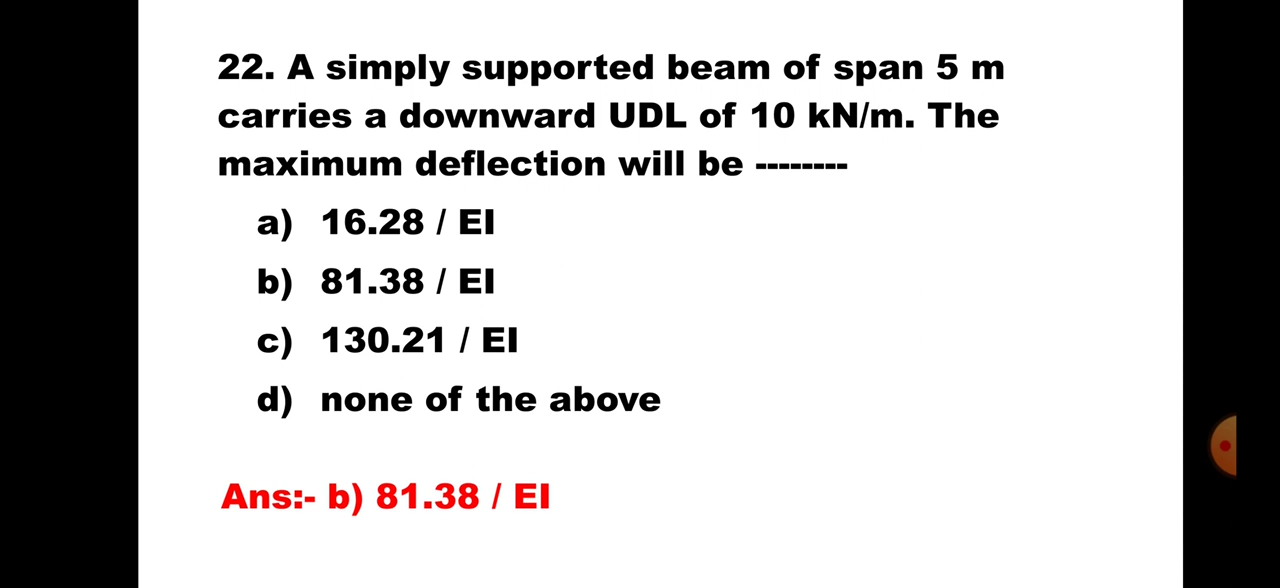 22. A simply supported beam of span 5 m
carries a downward UDL of 10 kN/m. The
maximum deflection will be --------
a) 16.28 / EI
b) 81.38 / EI
c) 130.21 / EI
d) none of the above
Ans:- b) 81.38 / EI